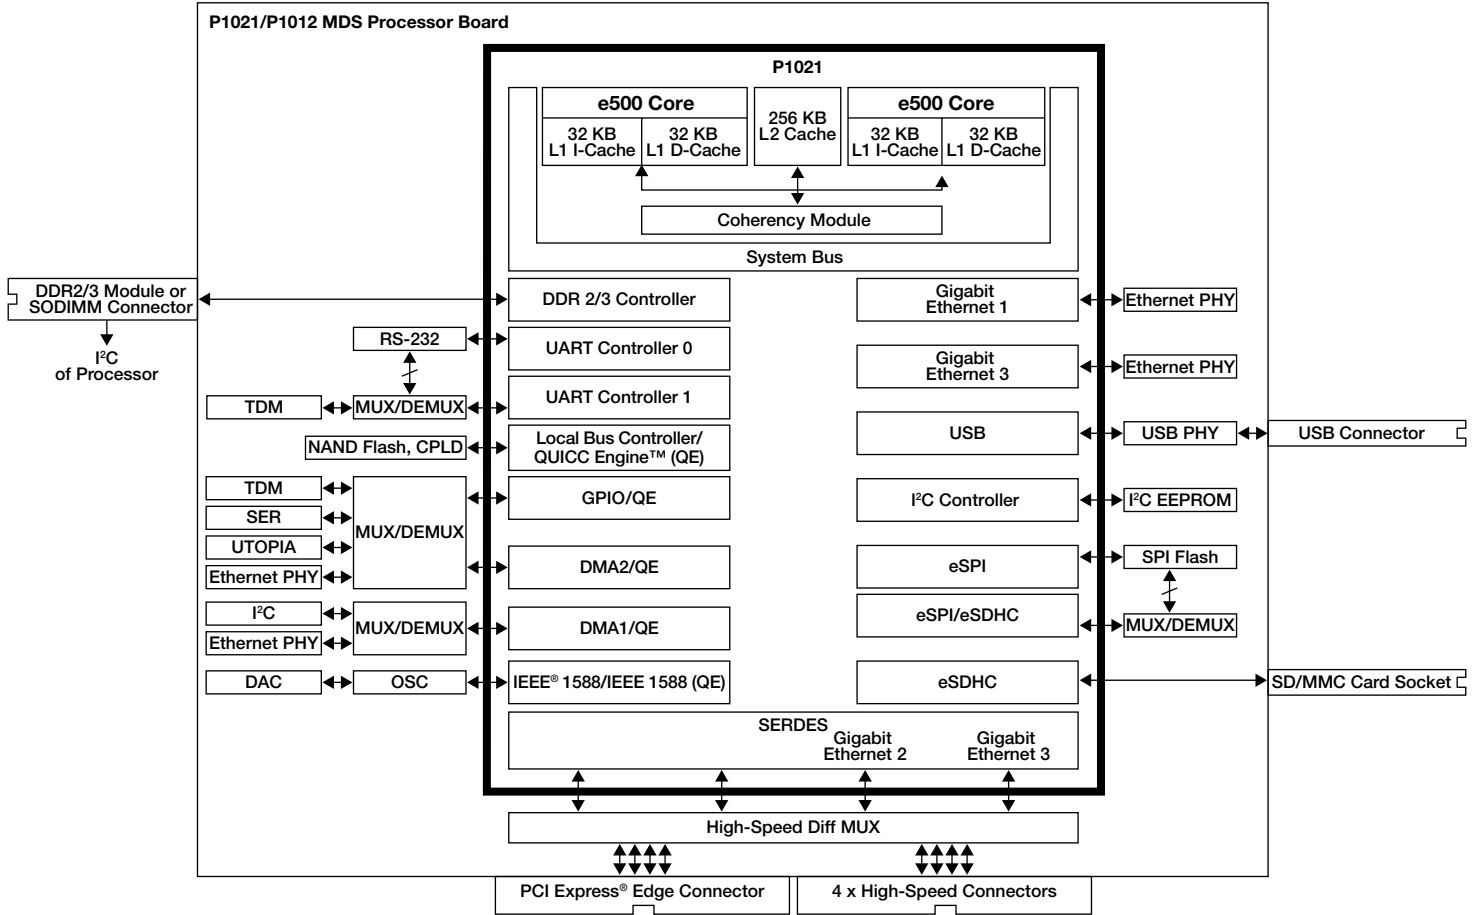 P1021/P1012 MDS Processor Board
P1021
e500 Core
32 KB
L1 I-Cache
32 KB
L1 D-Cache
256 KB
L2 Cache
e500 Core
32 KB
L1 I-Cache
32 KB
L1 D-Cache
Coherency Module
System Bus
DDR2/3 Module or
SODIMM Connector
I²C
of Processor
DDR 2/3 Controller
Gigabit
Ethernet 1
Ethernet PHY
RS-232
UART Controller 0
Gigabit
Ethernet 3
Ethernet PHY
TDM
MUX/DEMUX
UART Controller 1
NAND Flash, CPLD
Local Bus Controller/
QUICC Engine™ (QE)
USB
USB PHY
USB Connector
TDM
SER
UTOPIA
Ethernet PHY
MUX/DEMUX
GPIO/QE
DMA2/QE
I²C Controller
I²C EEPROM
eSPI
SPI Flash
I²C
Ethernet PHY
MUX/DEMUX
DMA1/QE
eSPI/eSDHC
MUX/DEMUX
DAC
OSC
IEEE® 1588/IEEE 1588 (QE)
eSDHC
SD/MMC Card Socket
SERDES
Gigabit
Ethernet 2
Gigabit
Ethernet 3
High-Speed Diff MUX
PCI Express® Edge Connector
4 x High-Speed Connectors